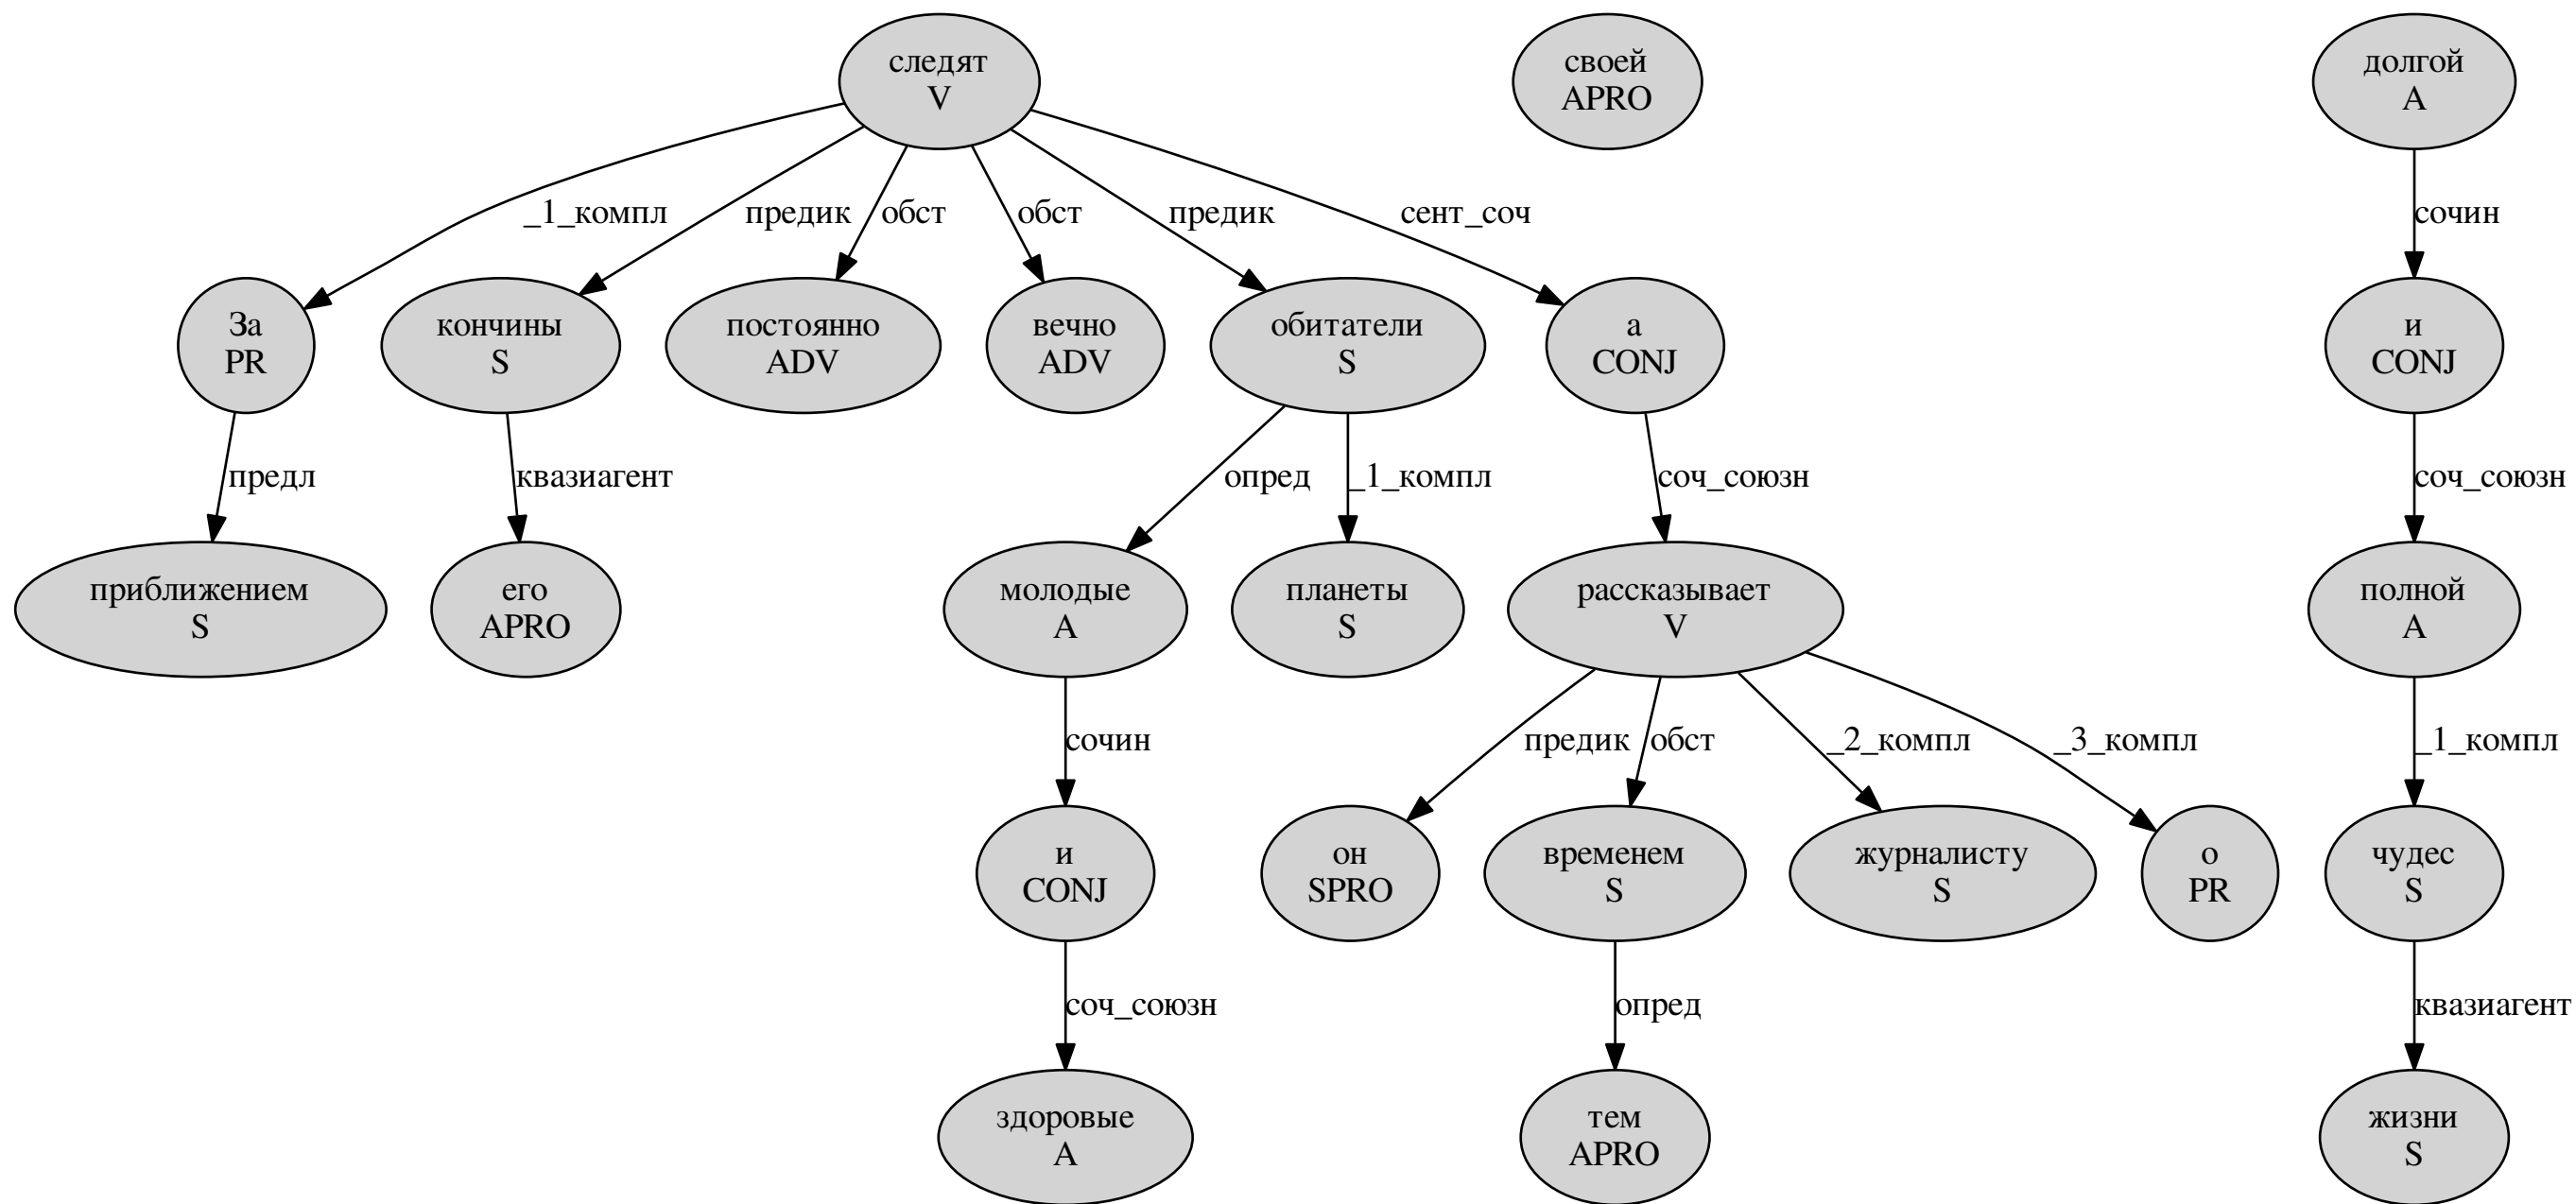 следят
V
своей
APRO
долгой
A
_1_компл
предик
обст
обст
предик
сент_соч
сочин
За
PR
кончины
S
постоянно
ADV
вечно
ADV
обитатели
S
а
CONJ
и
CONJ
предл
квазиагент
опред
_1_компл
соч_союзн
соч_союзн
приближением
S
его
APRO
молодые
A
планеты
S
рассказывает
V
полной
A
сочин
предик
обст
_2_компл
_3_компл
_1_компл
и
CONJ
он
SPRO
временем
S
журналисту
S
о
PR
чудес
S
соч_союзн
опред
квазиагент
здоровые
A
тем
APRO
жизни
S